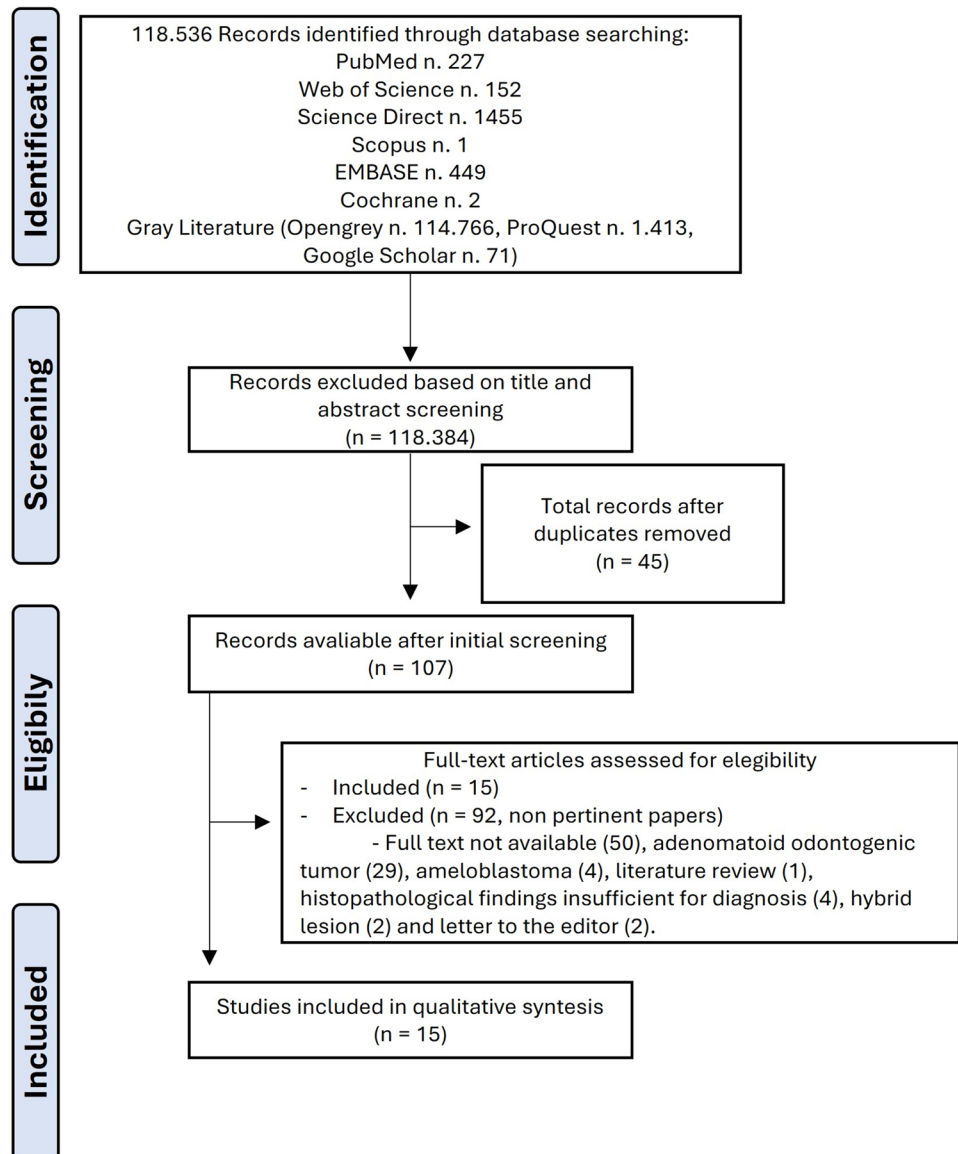 Identification
118.536 Records identified through database searching:
PubMed n. 227
Web of Science n. 152
Science Direct n. 1455
Scopus n. 1
EMBASE n. 449
Cochrane n. 2
Gray Literature (Opengrey n. 114.766, ProQuest n. 1.413,
Google Scholar n. 71)
Screening
Records excluded based on title and
abstract screening
(n = 118.384)
Total records after
duplicates removed
(n = 45)
Eligibily
Records avaliable after initial screening
(n = 107)
Full-text articles assessed for elegibility
- Included (n = 15)
- Excluded (n = 92, non pertinent papers)
- Full text not available (50), adenomatoid odontogenic
tumor (29), ameloblastoma (4), literature review (1),
histopathological findings insufficient for diagnosis (4), hybrid
lesion (2) and letter to the editor (2).
Included
Studies included in qualitative syntesis
(n = 15)